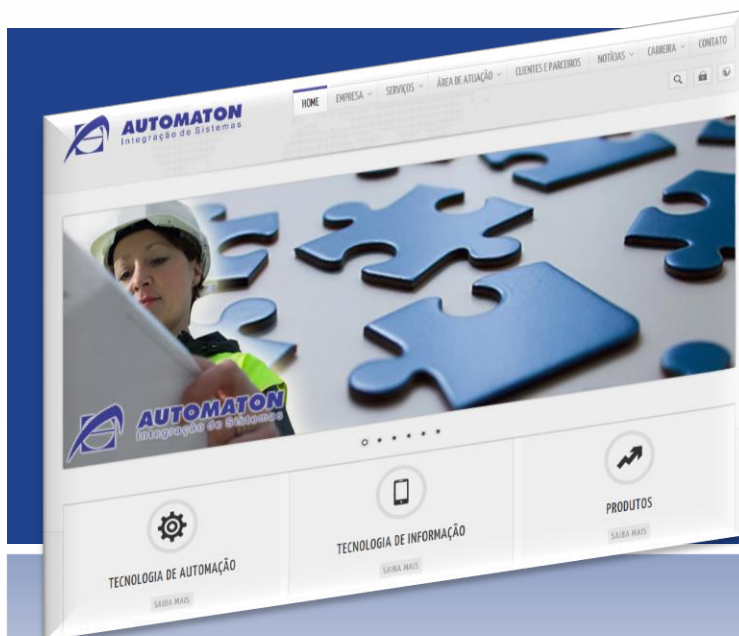 AUTOMATON
Integração de Sistemas
HOME EMPRESA SERVIÇOS ÁREA DE ATUAÇÃO CLIENTES E PARCEIROS NOTÍCIAS CARREIRA CONTATO
AUTOMATON
Integração de Sistemas
TECNOLOGIA DE AUTOMAÇÃO
SAIBA MAIS
TECNOLOGIA DE INFORMAÇÃO
SAIBA MAIS
PRODUTOS
SAIBA MAIS